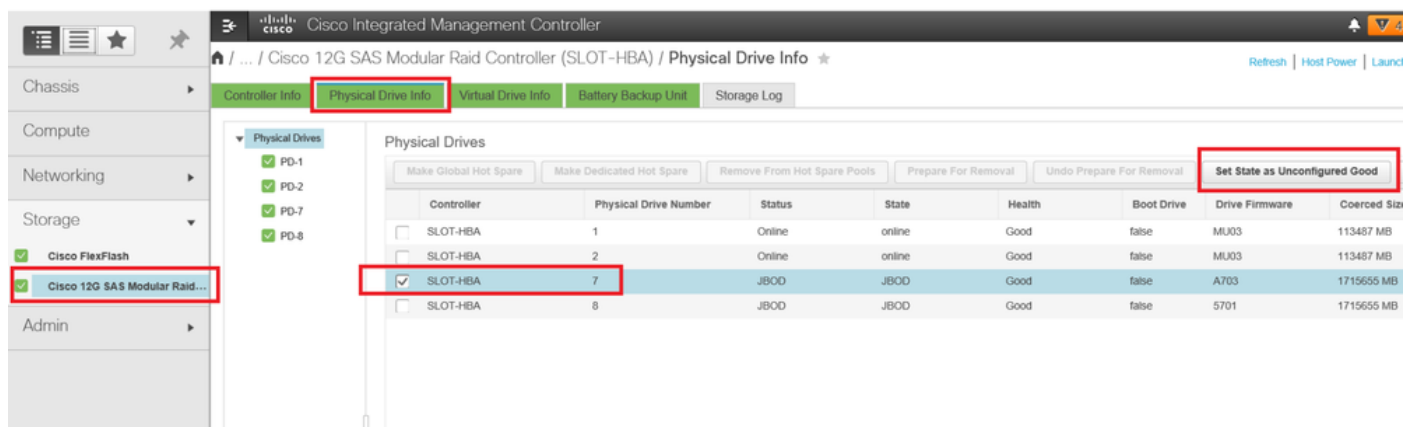 cisco Cisco Integrated Management Controller
/ ... / Cisco 12G SAS Modular Raid Controller (SLOT-HBA) / Physical Drive Info
Refresh | Host Power | Launch
Chassis
Compute
Networking
Storage
Cisco FlexFlash
Cisco 12G SAS Modular Raid...
Admin
Controller Info Physical Drive Info Virtual Drive Info Battery Backup Unit Storage Log
Physical Drives
PD-1
PD-2
PD-7
PD-8
Physical Drives
Make Global Hot Spare Make Dedicated Hot Spare Remove From Hot Spare Pools Prepare For Removal Undo Prepare For Removal Set State as Unconfigured Good
Controller Physical Drive Number Status State Health Boot Drive Drive Firmware Coerced Size
SLOT-HBA 1 Online online Good false MU03 113487 MB
SLOT-HBA 2 Online online Good false MU03 113487 MB
SLOT-HBA 7 JBOD JBOD Good false A703 1715655 MB
SLOT-HBA 8 JBOD JBOD Good false 5701 1715655 MB